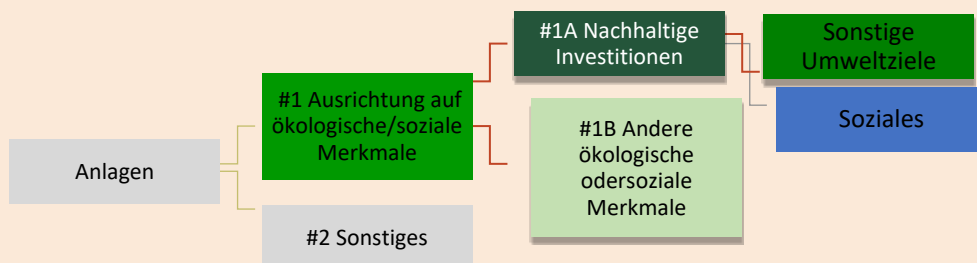 Anlagen
#1 Ausrichtung auf
ökologische/soziale
Merkmale
#2 Sonstiges
#1A Nachhaltige
Investitionen
#1B Andere
ökologische
odersoziale
Merkmale
Sonstige
Umweltziele
Soziales